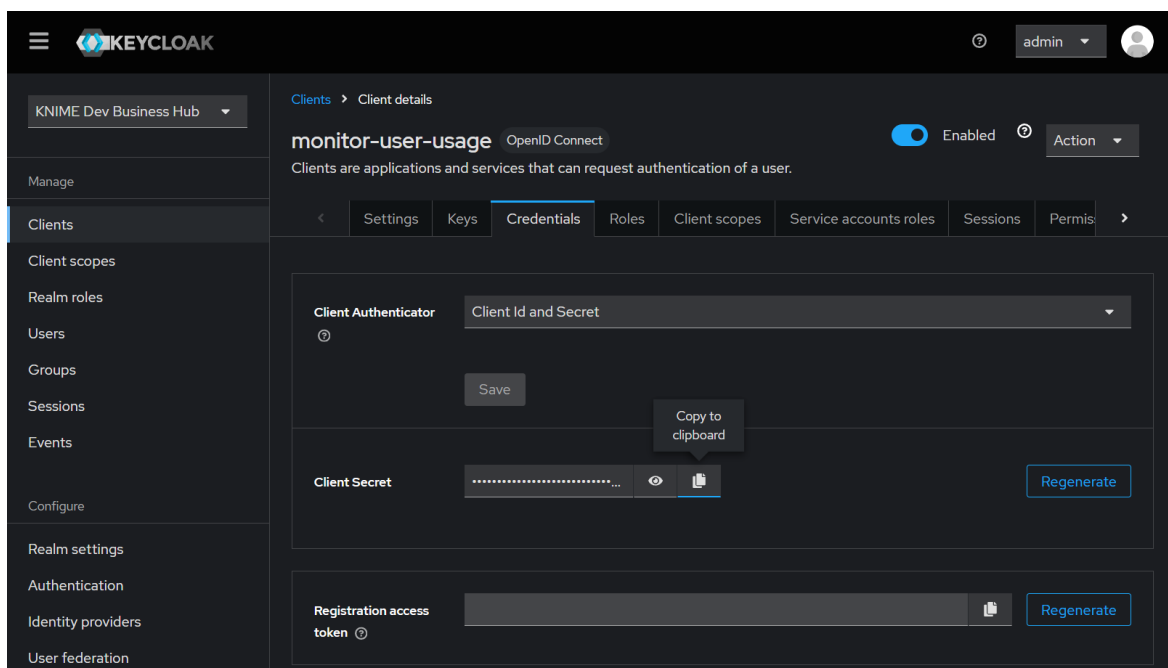 KEYCLOAK
admin
KNIME Dev Business Hub
Manage
Clients
Client scopes
Realm roles
Users
Groups
Sessions
Events
Configure
Realm settings
Authentication
Identity providers
User federation
Clients > Client details
monitor-user-usage OpenID Connect
Enabled
Action
Clients are applications and services that can request authentication of a user.
Settings Keys Credentials Roles Client scopes Service accounts roles Sessions Permis
Client Authenticator
Client Id and Secret
Save
Copy to
clipboard
Client Secret
••••••••••••••••••••••••••••...
Regenerate
Registration access
token
Regenerate